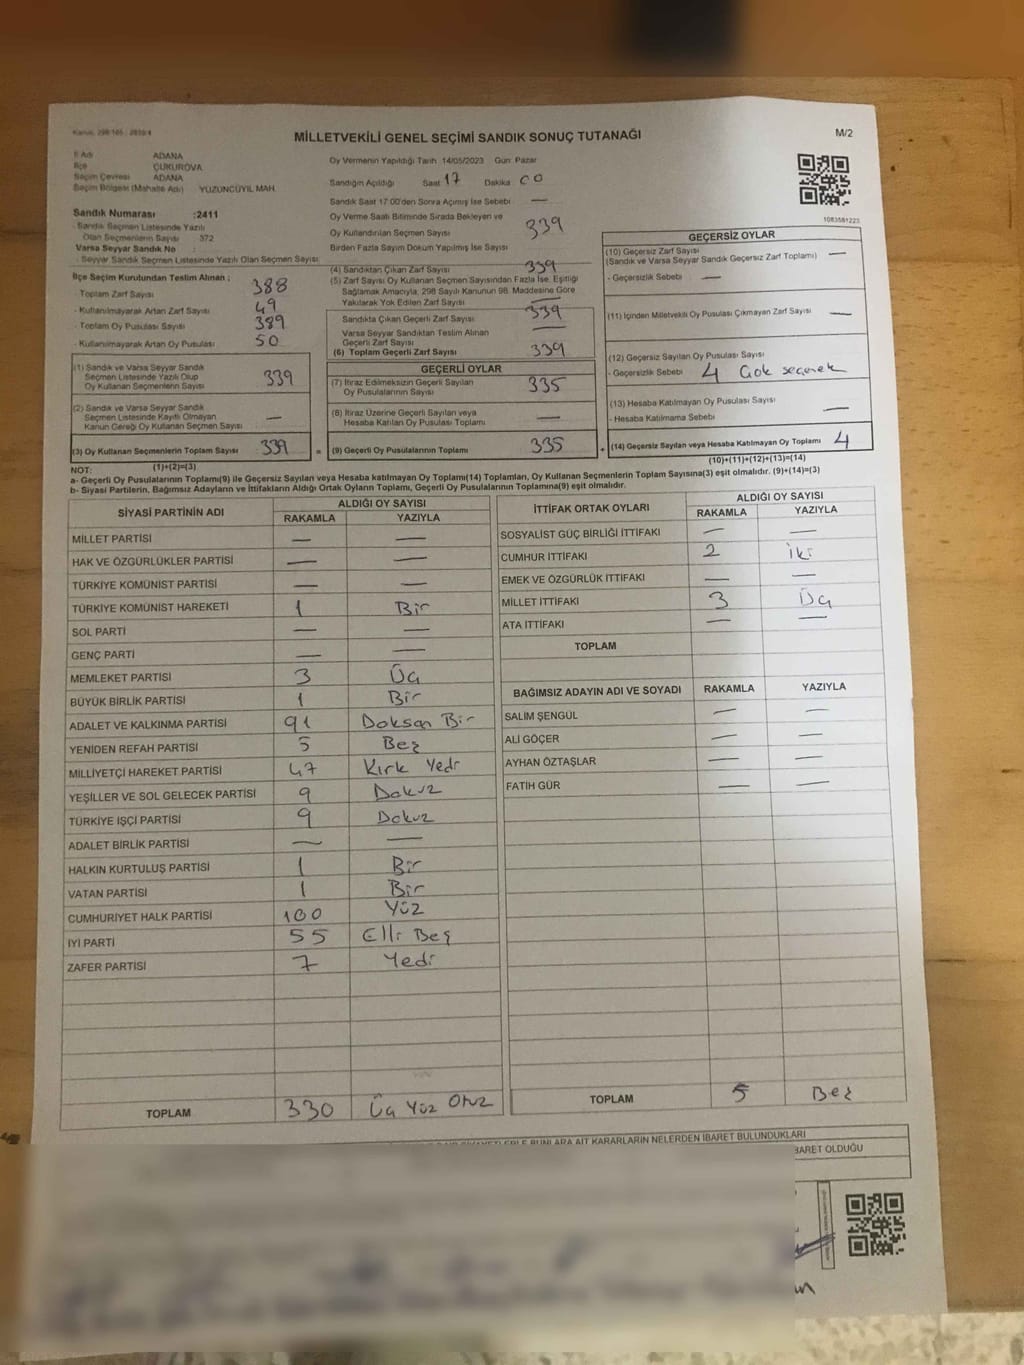 Kanun: 298/105 ; 2839/4
MİLLETVEKİLİ GENEL SEÇİMİ SANDIK SONUÇ TUTANAĞI
M/2
İl Adı ADANA
İlçe ÇUKUROVA
Seçim Çevresi ADANA
Seçim Bölgesi (Mahalle Adı) YÜZÜNCÜYIL MAH.
Sandık Numarası :2411
- Sandık Seçmen Listesinde Yazılı
Olan Seçmenlerin Sayısı 372
Varsa Seyyar Sandık No :
- Seyyar Sandık Seçmen Listesinde Yazılı Olan Seçmen Sayısı:
Oy Vermenin Yapıldığı Tarih 14/05/2023 Gün: Pazar
Sandığın Açıldığı Saat 17 Dakika 00
Sandık Saat 17.00'den Sonra Açılmış İse Sebebi —
Oy Verme Saati Bitiminde Sırada Bekleyen ve
Oy Kullandırılan Seçmen Sayısı 339
Birden Fazla Sayım Döküm Yapılmış İse Sayısı
1083581223
İlçe Seçim Kurulundan Teslim Alınan ;
- Toplam Zarf Sayısı 388
- Kullanılmayarak Artan Zarf Sayısı 49
- Toplam Oy Pusulası Sayısı 389
- Kullanılmayarak Artan Oy Pusulası 50
(1) Sandık ve Varsa Seyyar Sandık
Seçmen Listesinde Yazılı Olup
Oy Kullanan Seçmenlerin Sayısı 339
(2) Sandık ve Varsa Seyyar Sandık
Seçmen Listesinde Kayıtlı Olmayan
Kanun Gereği Oy Kullanan Seçmen Sayısı —
(3) Oy Kullanan Seçmenlerin Toplam Sayısı 339
(1)+(2)=(3)
(4) Sandıktan Çıkan Zarf Sayısı 339
(5) Zarf Sayısı Oy Kullanan Seçmen Sayısından Fazla İse, Eşitliği
Sağlamak Amacıyla, 298 Sayılı Kanunun 98. Maddesine Göre
Yakılarak Yok Edilen Zarf Sayısı —
Sandıkta Çıkan Geçerli Zarf Sayısı 339
Varsa Seyyar Sandıktan Teslim Alınan
Geçerli Zarf Sayısı —
(6) Toplam Geçerli Zarf Sayısı 339
GEÇERLİ OYLAR
(7) İtiraz Edilmeksizin Geçerli Sayılan
Oy Pusulalarının Sayısı 335
(8) İtiraz Üzerine Geçerli Sayılan veya
Hesaba Katılan Oy Pusulası Toplamı —
= (9) Geçerli Oy Pusulalarının Toplamı 335 +
GEÇERSİZ OYLAR
(10) Geçersiz Zarf Sayısı —
(Sandık ve Varsa Seyyar Sandık Geçersiz Zarf Toplamı)
- Geçersizlik Sebebi —
(11) İçinden Milletvekili Oy Pusulası Çıkmayan Zarf Sayısı —
(12) Geçersiz Sayılan Oy Pusulası Sayısı
- Geçersizlik Sebebi 4 Çok seçenek
(13) Hesaba Katılmayan Oy Pusulası Sayısı —
- Hesaba Katılmama Sebebi —
(14) Geçersiz Sayılan veya Hesaba Katılmayan Oy Toplamı 4
(10)+(11)+(12)+(13)=(14)
NOT:
a- Geçerli Oy Pusulalarının Toplamı(9) ile Geçersiz Sayılan veya Hesaba katılmayan Oy Toplamı(14) Toplamları, Oy Kullanan Seçmenlerin Toplam Sayısına(3) eşit olmalıdır. (9)+(14)=(3)
b- Siyasi Partilerin, Bağımsız Adayların ve İttifakların Aldığı Ortak Oyların Toplamı, Geçerli Oy Pusulalarının Toplamına(9) eşit olmalıdır.
SİYASİ PARTİNİN ADI ALDIĞI OY SAYISI
RAKAMLA YAZIYLA
MİLLET PARTİSİ — —
HAK VE ÖZGÜRLÜKLER PARTİSİ — —
TÜRKİYE KOMÜNİST PARTİSİ — —
TÜRKİYE KOMÜNİST HAREKETİ 1 Bir
SOL PARTİ — —
GENÇ PARTİ — —
MEMLEKET PARTİSİ 3 Üç
BÜYÜK BİRLİK PARTİSİ 1 Bir
ADALET VE KALKINMA PARTİSİ 91 Doksan Bir
YENİDEN REFAH PARTİSİ 5 Beş
MİLLİYETÇİ HAREKET PARTİSİ 47 Kırk Yedi
YEŞİLLER VE SOL GELECEK PARTİSİ 9 Dokuz
TÜRKİYE İŞÇİ PARTİSİ 9 Dokuz
ADALET BİRLİK PARTİSİ — —
HALKIN KURTULUŞ PARTİSİ 1 Bir
VATAN PARTİSİ 1 Bir
CUMHURİYET HALK PARTİSİ 100 Yüz
İYİ PARTİ 55 Elli Beş
ZAFER PARTİSİ 7 Yedi
TOPLAM 330 Üç Yüz Otuz
İTTİFAK ORTAK OYLARI ALDIĞI OY SAYISI
RAKAMLA YAZIYLA
SOSYALİST GÜÇ BİRLİĞİ İTTİFAKI — —
CUMHUR İTTİFAKI 2 İki
EMEK VE ÖZGÜRLÜK İTTİFAKI — —
MİLLET İTTİFAKI 3 Üç
ATA İTTİFAKI — —
TOPLAM
BAĞIMSIZ ADAYIN ADI VE SOYADI RAKAMLA YAZIYLA
SALİM ŞENGÜL — —
ALİ GÖÇER — —
AYHAN ÖZTAŞLAR — —
FATİH GÜR — —
TOPLAM 5 Beş
BUNLARA AİT KARARLARIN NELERDEN İBARET BULUNDUKLARI
BARET OLDUĞU